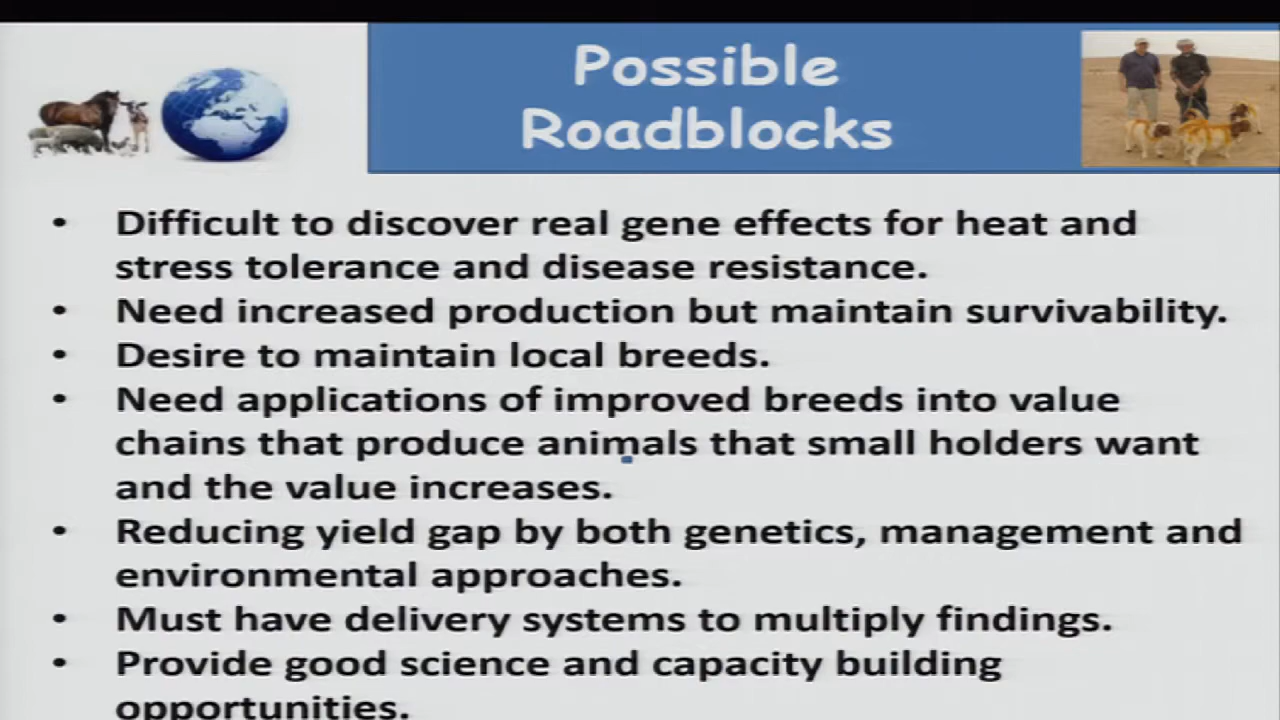 Possible
Roadblocks
• Difficult to discover real gene effects for heat and
stress tolerance and disease resistance.
• Need increased production but maintain survivability.
• Desire to maintain local breeds.
• Need applications of improved breeds into value
chains that produce animals that small holders want
and the value increases.
• Reducing yield gap by both genetics, management and
environmental approaches.
• Must have delivery systems to multiply findings.
• Provide good science and capacity building
opportunities.